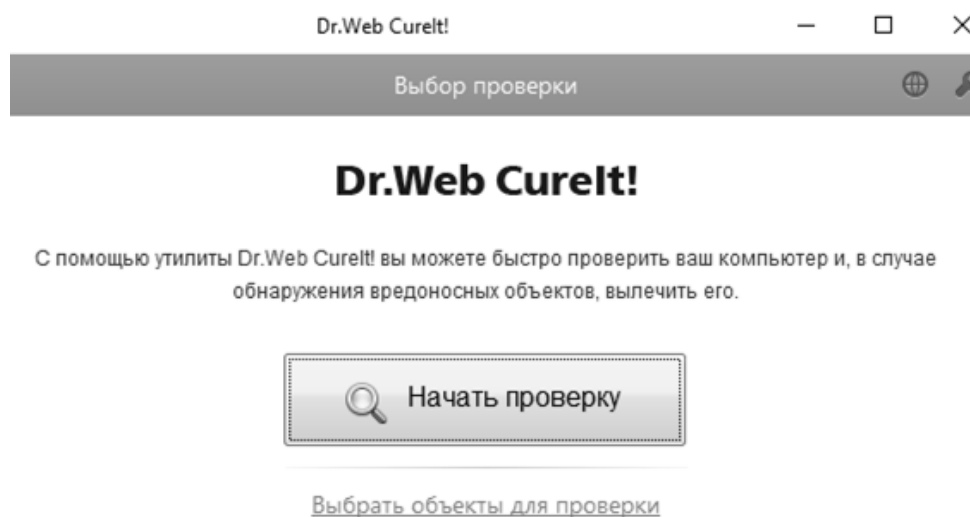 Dr.Web CureIt!
Выбор проверки
Dr.Web CureIt!
С помощью утилиты Dr.Web CureIt! вы можете быстро проверить ваш компьютер и, в случае
обнаружения вредоносных объектов, вылечить его.
Начать проверку
Выбрать объекты для проверки